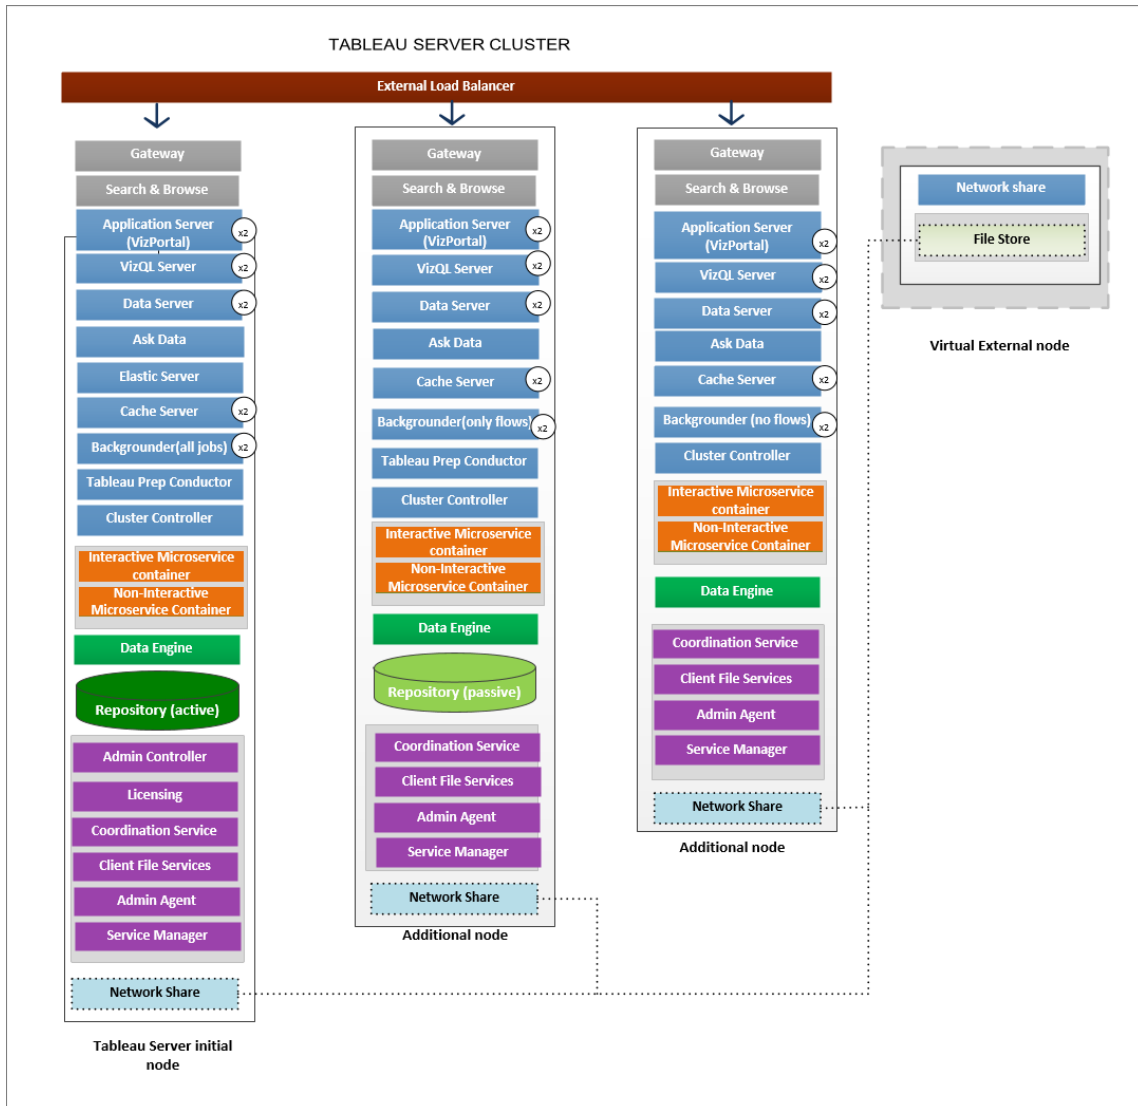 TABLEAU SERVER CLUSTER
External Load Balancer
Gateway
Search & Browse
Application Server
(VizPortal)
x2
VizQL Server
x2
Data Server
x2
Ask Data
Elastic Server
Cache Server
x2
Backgrounder(all jobs)
x2
Tableau Prep Conductor
Cluster Controller
Interactive Microservice
container
Non-Interactive
Microservice Container
Data Engine
Repository (active)
Admin Controller
Licensing
Coordination Service
Client File Services
Admin Agent
Service Manager
Network Share
Tableau Server initial
node
Gateway
Search & Browse
Application Server
(VizPortal)
x2
VizQL Server
x2
Data Server
x2
Ask Data
Cache Server
x2
Backgrounder(only flows)
x2
Tableau Prep Conductor
Cluster Controller
Interactive Microservice
container
Non-Interactive
Microservice Container
Data Engine
Repository (passive)
Coordination Service
Client File Services
Admin Agent
Service Manager
Network Share
Additional node
Gateway
Search & Browse
Application Server
(VizPortal)
x2
VizQL Server
x2
Data Server
x2
Ask Data
Cache Server
x2
Backgrounder (no flows)
x2
Cluster Controller
Interactive Microservice
container
Non-Interactive
Microservice Container
Data Engine
Coordination Service
Client File Services
Admin Agent
Service Manager
Network Share
Additional node
Network share
File Store
Virtual External node